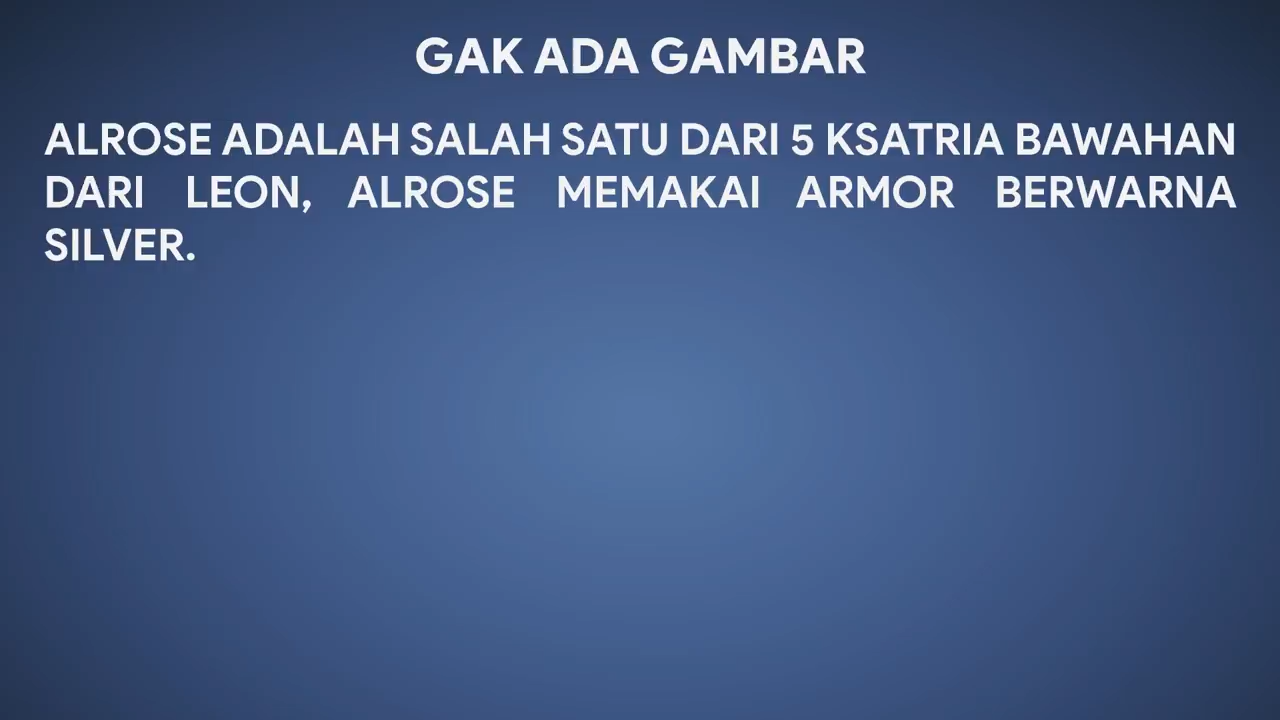 GAK ADA GAMBAR
ALROSE ADALAH SALAH SATU DARI 5 KSATRIA BAWAHAN
DARI LEON, ALROSE MEMAKAI ARMOR BERWARNA
SILVER.